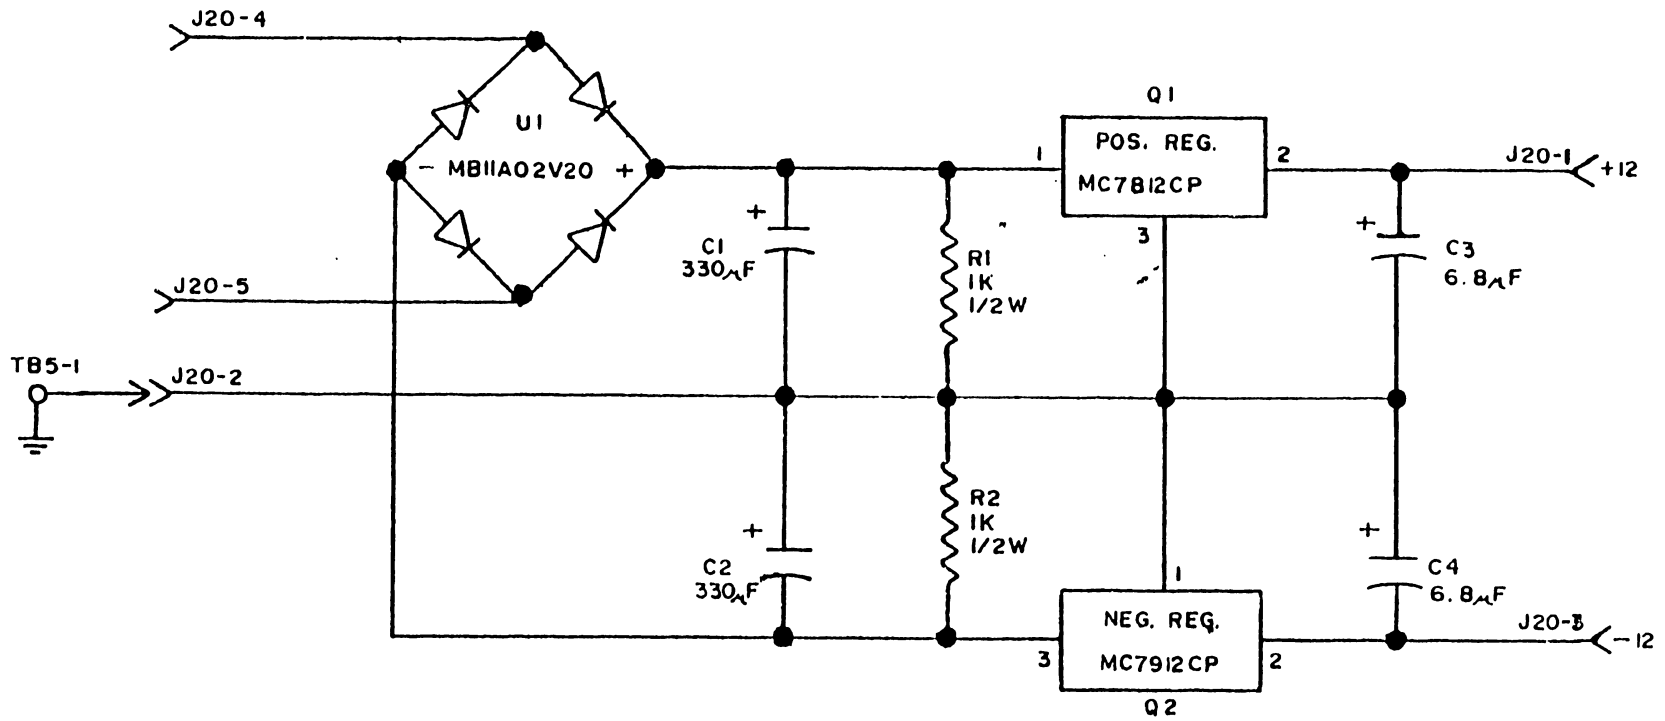 J20-4
U1
- MB11A02V20 +
J20-5
TB5-1
J20-2
C1
330μF
+
R1
1K
1/2W
Q1
POS. REG.
MC7812CP
1
2
3
J20-1
+12
+
C3
6.8μF
+
C2
330μF
R2
1K
1/2W
1
NEG. REG.
MC7912CP
3
2
Q2
+
C4
6.8μF
J20-3
-12